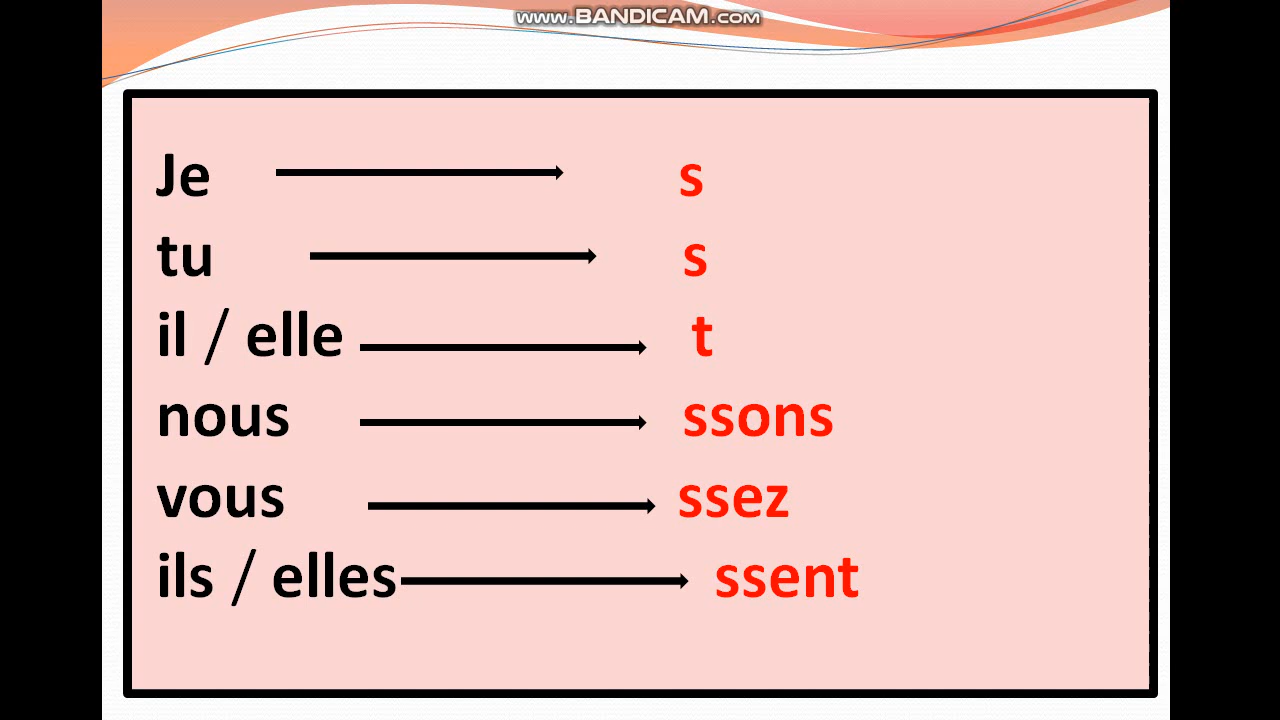 www.BANDICAM.com
Je s
tu s
il / elle t
nous ssons
vous ssez
ils / elles ssent